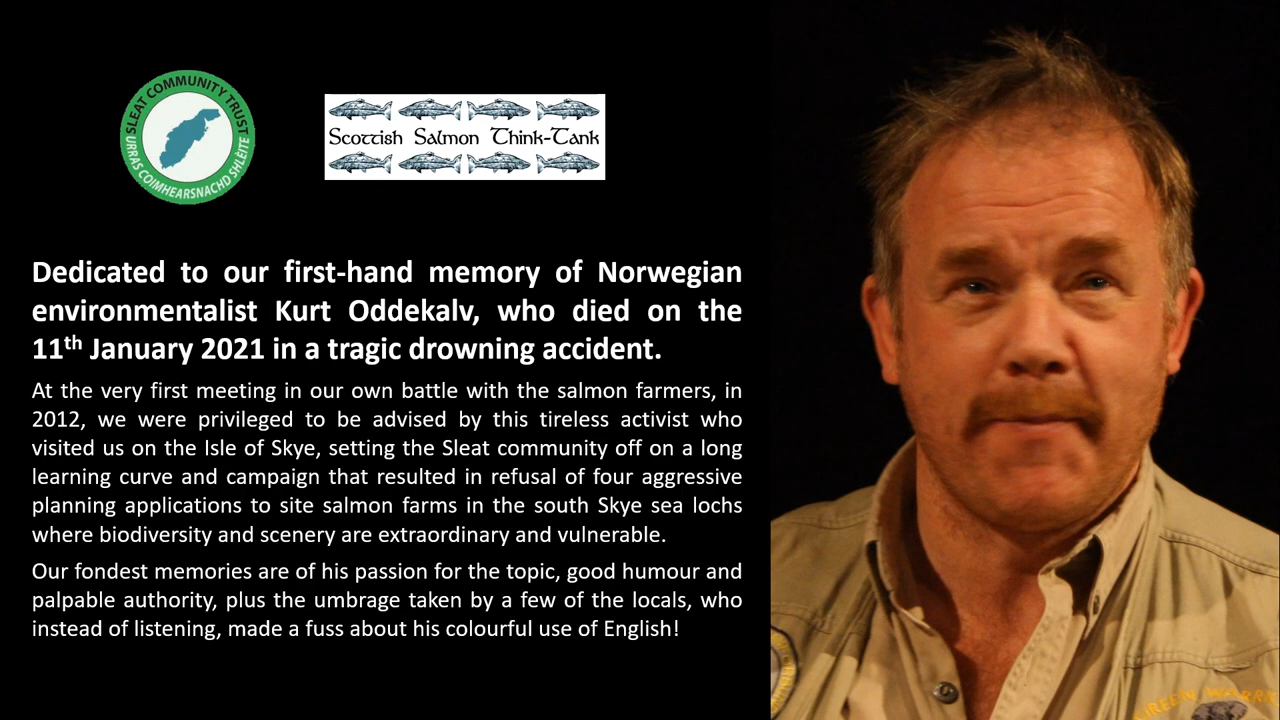 SLEAT COMMUNITY TRUST
URRAS COIMHEARSNACHD SHLÈITE
Scottish Salmon Think-Tank
Dedicated to our first-hand memory of Norwegian
environmentalist Kurt Oddekalv, who died on the
11th January 2021 in a tragic drowning accident.
At the very first meeting in our own battle with the salmon farmers, in
2012, we were privileged to be advised by this tireless activist who
visited us on the Isle of Skye, setting the Sleat community off on a long
learning curve and campaign that resulted in refusal of four aggressive
planning applications to site salmon farms in the south Skye sea lochs
where biodiversity and scenery are extraordinary and vulnerable.
Our fondest memories are of his passion for the topic, good humour and
palpable authority, plus the umbrage taken by a few of the locals, who
instead of listening, made a fuss about his colourful use of English!
GREEN